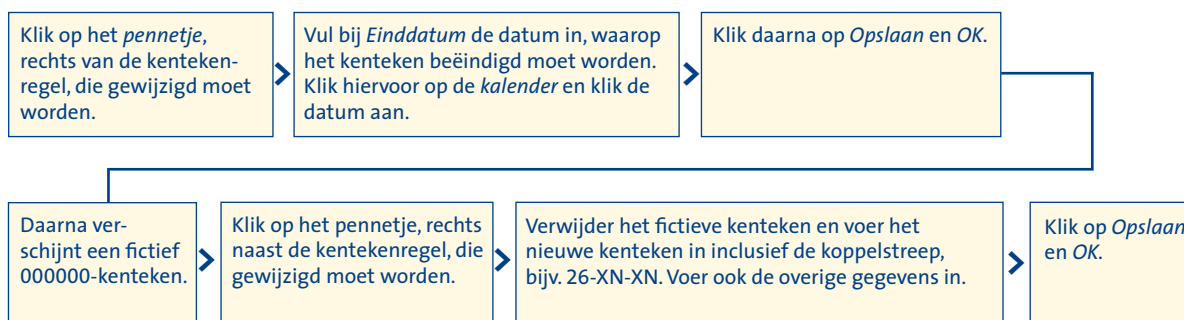 Klik op het pennetje,
rechts van de kenteken-
regel, die gewijzigd moet
worden.
Vul bij Einddatum de datum in, waarop
het kenteken beëindigd moet worden.
Klik hiervoor op de kalender en klik de
datum aan.
Klik daarna op Opslaan en OK.
Daarna ver-
schijnt een fictief
000000-kenteken.
Klik op het pennetje, rechts
naast de kentekenregel, die
gewijzigd moet worden.
Verwijder het fictieve kenteken en voer het
nieuwe kenteken in inclusief de koppelstreep,
bijv. 26-XN-XN. Voer ook de overige gegevens in.
Klik op Opslaan
en OK.